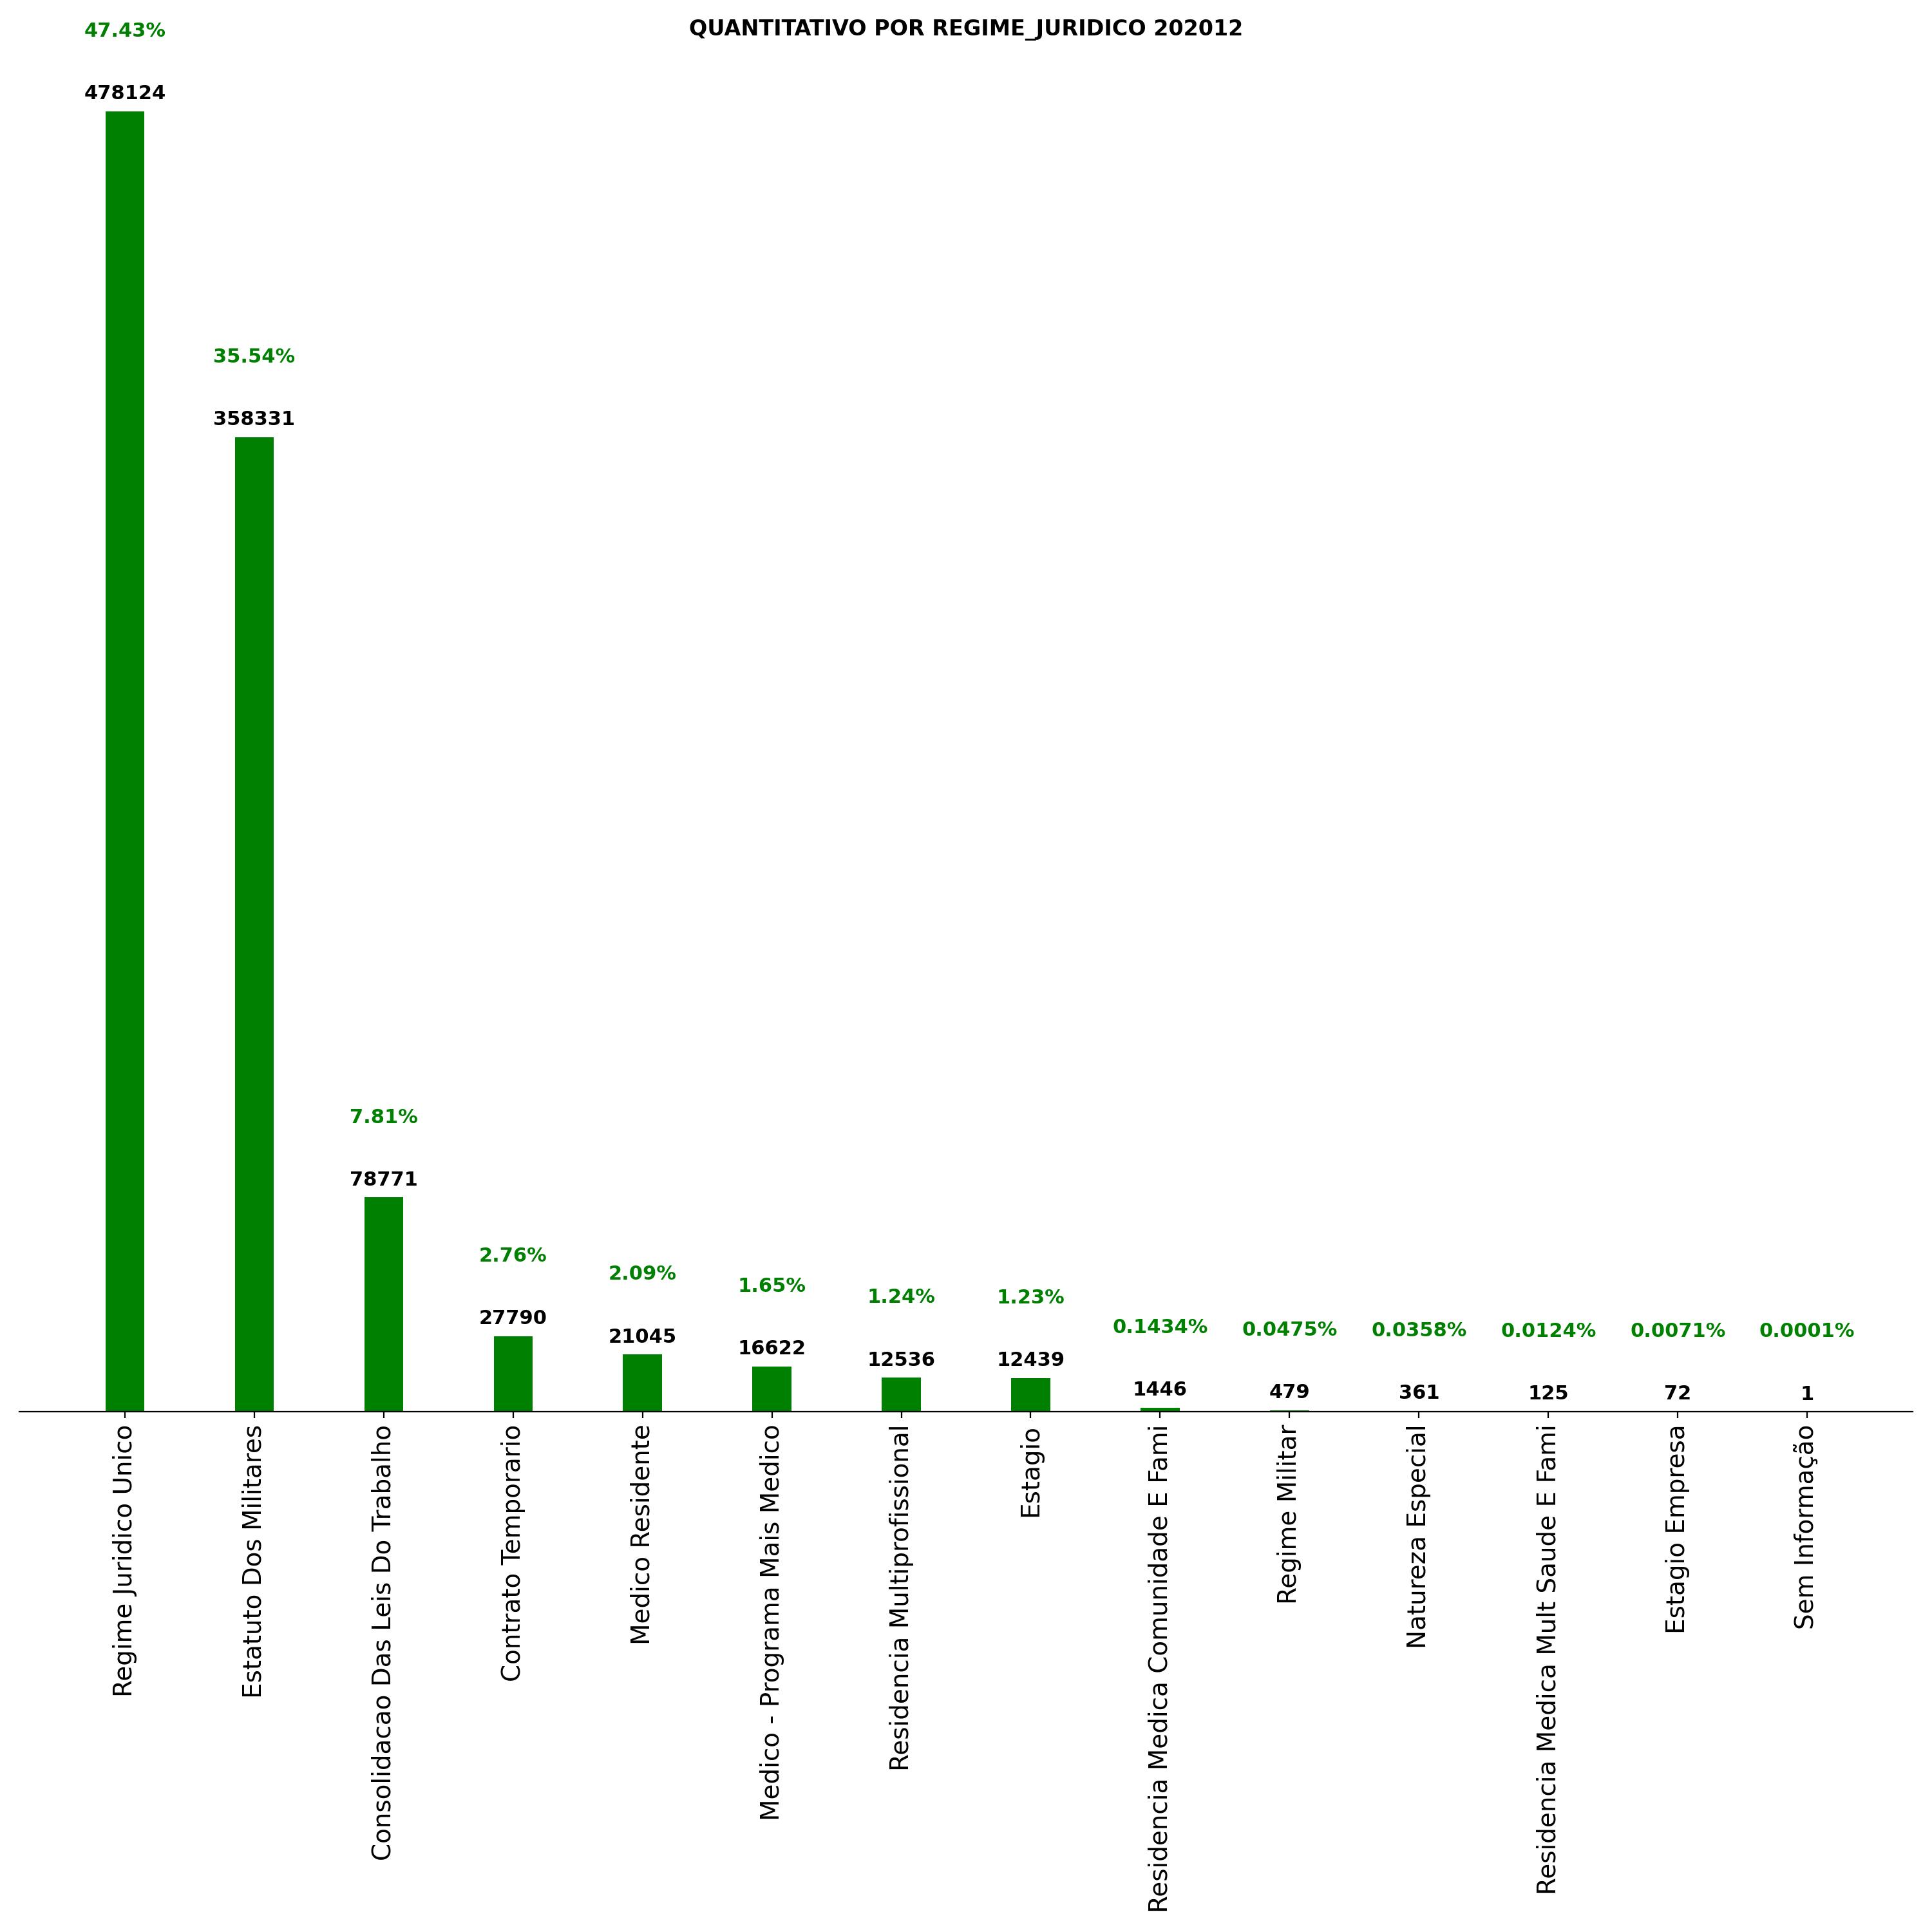 QUANTITATIVO POR REGIME_JURIDICO 202012
47.43%
478124
35.54%
358331
7.81%
78771
2.76%
27790
2.09%
21045
1.65%
16622
1.24%
12536
1.23%
12439
0.1434%
1446
0.0475%
479
0.0358%
361
0.0124%
125
0.0071%
72
0.0001%
1
Regime Juridico Unico
Estatuto Dos Militares
Consolidacao Das Leis Do Trabalho
Contrato Temporario
Medico Residente
Medico - Programa Mais Medico
Residencia Multiprofissional
Estagio
Residencia Medica Comunidade E Fami
Regime Militar
Natureza Especial
Residencia Medica Mult Saude E Fami
Estagio Empresa
Sem Informação